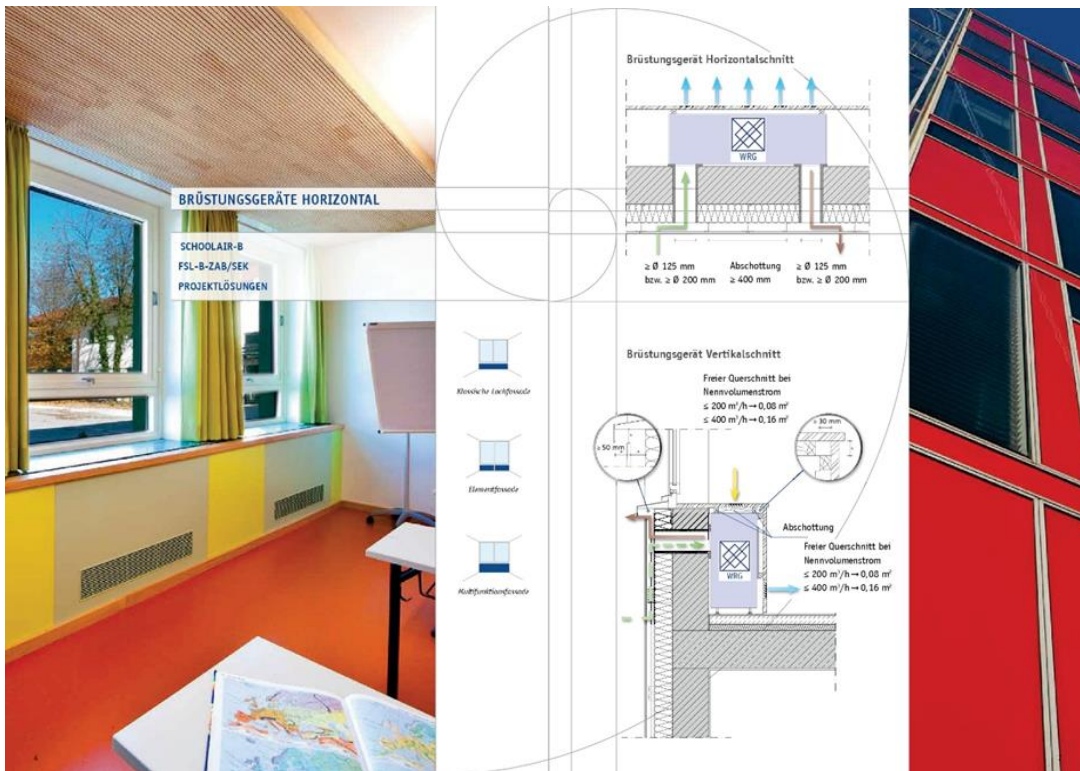 BRÜSTUNGSGERÄTE HORIZONTAL
SCHOOLAIR-B
FSL-B-ZAB/SEK
PROJEKTLÖSUNGEN
Klassische Lochfassade
Elementfassade
Multifunktionsfassade
Brüstungsgerät Horizontalschnitt
WRG
≥ Ø 125 mm
bzw. ≥ Ø 200 mm
Abschottung
≥ 400 mm
≥ Ø 125 mm
bzw. ≥ Ø 200 mm
Brüstungsgerät Vertikalschnitt
Freier Querschnitt bei
Nennvolumenstrom
≤ 200 m³/h → 0,08 m²
≤ 400 m³/h → 0,16 m²
≥ 50 mm
≥ 30 mm
Abschottung
WRG
Freier Querschnitt bei
Nennvolumenstrom
≤ 200 m³/h → 0,08 m²
≤ 400 m³/h → 0,16 m²